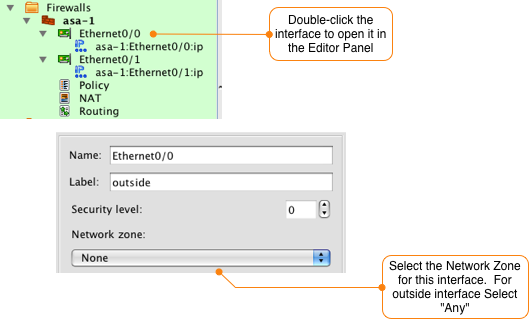 Firewalls
asa-1
Ethernet0/0
asa-1:Ethernet0/0:ip
Ethernet0/1
asa-1:Ethernet0/1:ip
Policy
NAT
Routing
Double-click the
interface to open it in
the Editor Panel
Name: Ethernet0/0
Label: outside
Security level: 0
Network zone:
None
Select the Network Zone
for this interface. For
outside interface Select
"Any"